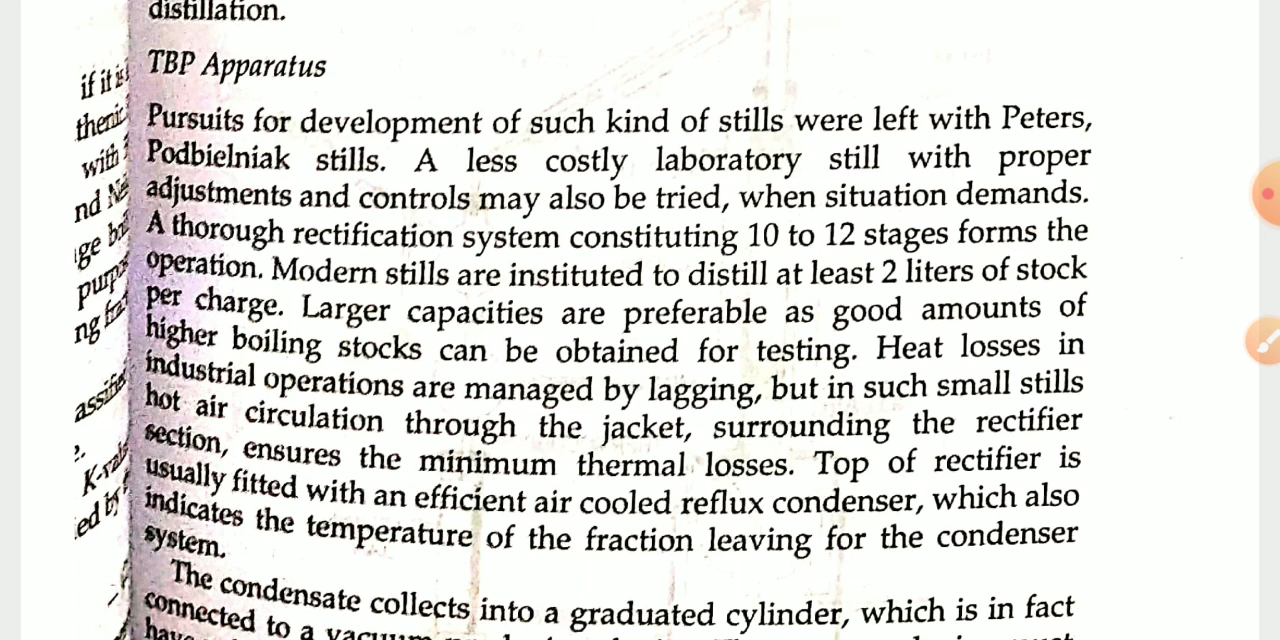 distillation.
TBP Apparatus
Pursuits for development of such kind of stills were left with Peters,
Podbielniak stills. A less costly laboratory still with proper
adjustments and controls may also be tried, when situation demands.
A thorough rectification system constituting 10 to 12 stages forms the
operation. Modern stills are instituted to distill at least 2 liters of stock
per charge. Larger capacities are preferable as good amounts of
higher boiling stocks can be obtained for testing. Heat losses in
industrial operations are managed by lagging, but in such small stills
hot air circulation through the jacket, surrounding the rectifier
section, ensures the minimum thermal losses. Top of rectifier is
usually fitted with an efficient air cooled reflux condenser, which also
indicates the temperature of the fraction leaving for the condenser
system.
The condensate collects into a graduated cylinder, which is in fact
connected to a vacuum
if it is
with
nd